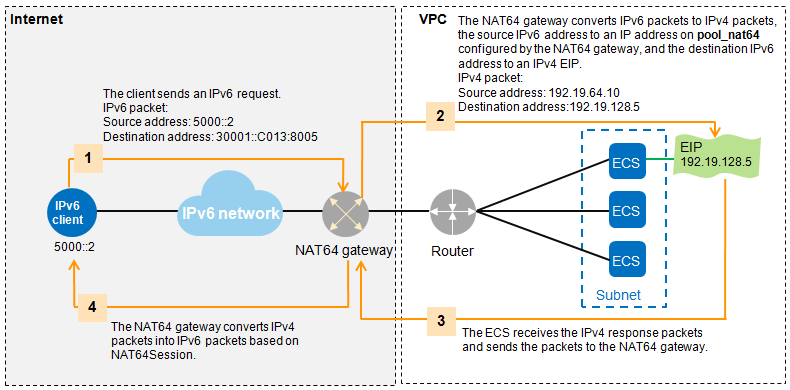 Internet
VPC
The NAT64 gateway converts IPv6 packets to IPv4 packets,
the source IPv6 address to an IP address on pool_nat64
configured by the NAT64 gateway, and the destination IPv6
address to an IPv4 EIP.
IPv4 packet:
Source address: 192.19.64.10
Destination address:192.19.128.5
The client sends an IPv6 request.
IPv6 packet:
Source address: 5000::2
Destination address: 30001::C013:8005
1
2
EIP
192.19.128.5
ECS
ECS
ECS
Subnet
IPv6
client
5000::2
IPv6 network
NAT64 gateway
Router
4
The NAT64 gateway converts IPv4
packets into IPv6 packets based on
NAT64Session.
3
The ECS receives the IPv4 response packets
and sends the packets to the NAT64 gateway.